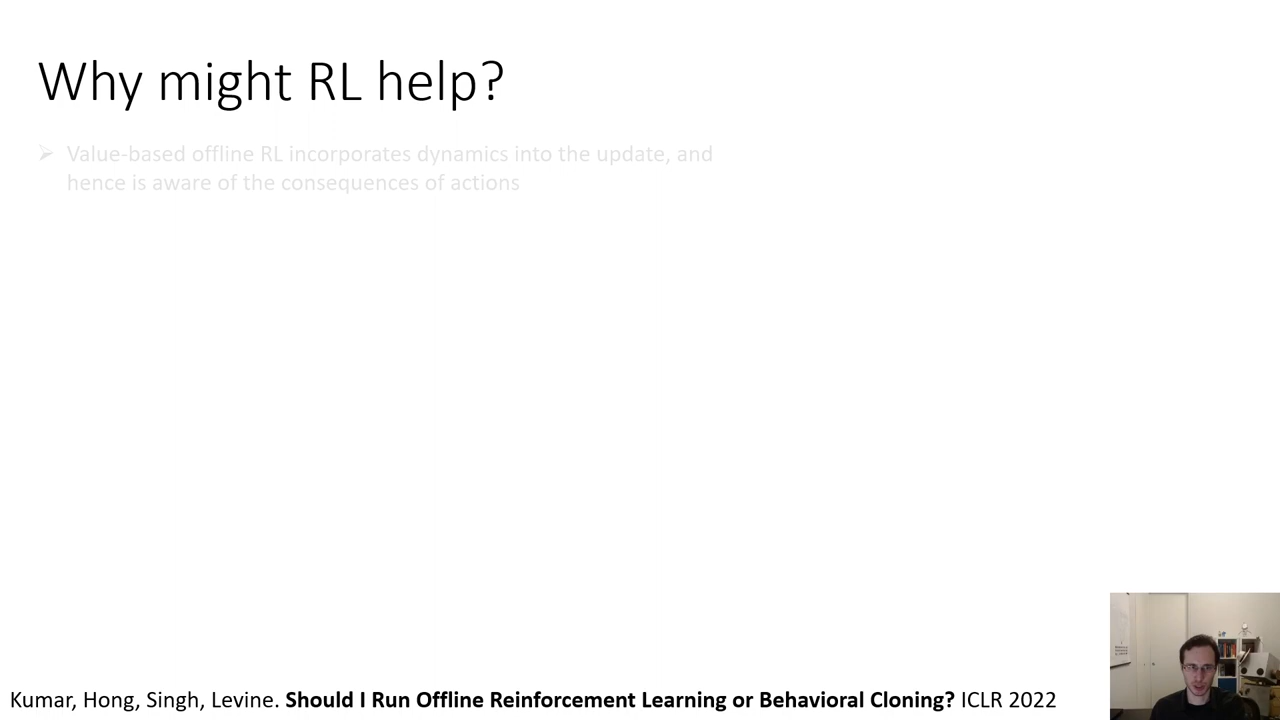 Why might RL help?
➢ Value-based offline RL incorporates dynamics into the update, and
hence is aware of the consequences of actions
Kumar, Hong, Singh, Levine. Should I Run Offline Reinforcement Learning or Behavioral Cloning? ICLR 2022